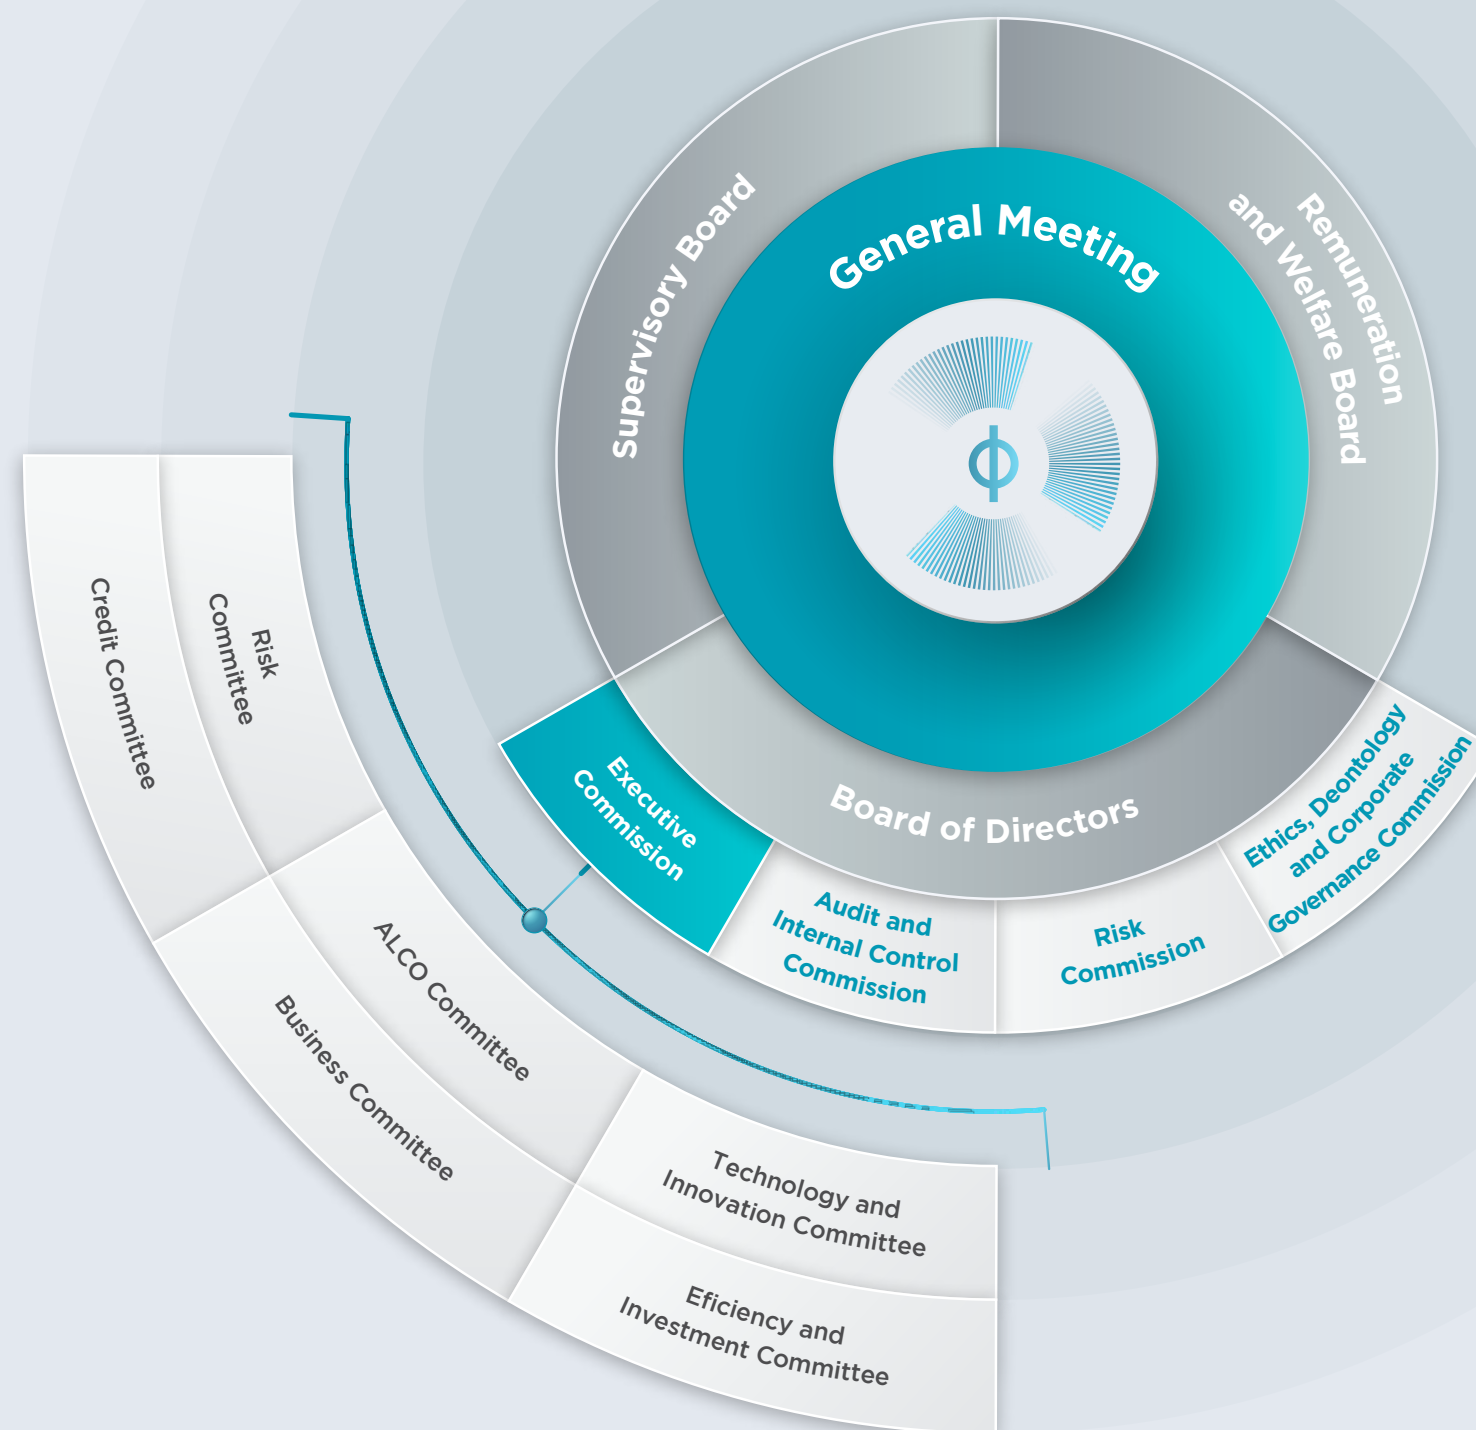 General Meeting
Supervisory Board
Remuneration
and Welfare Board
Board of Directors
Executive
Commission
Audit and
Internal Control
Commission
Risk
Commission
Ethics, Deontology
and Corporate
Governance Commission
Risk
Committee
Credit Committee
ALCO Committee
Business Committee
Technology and
Innovation Committee
Eficiency and
Investment Committee